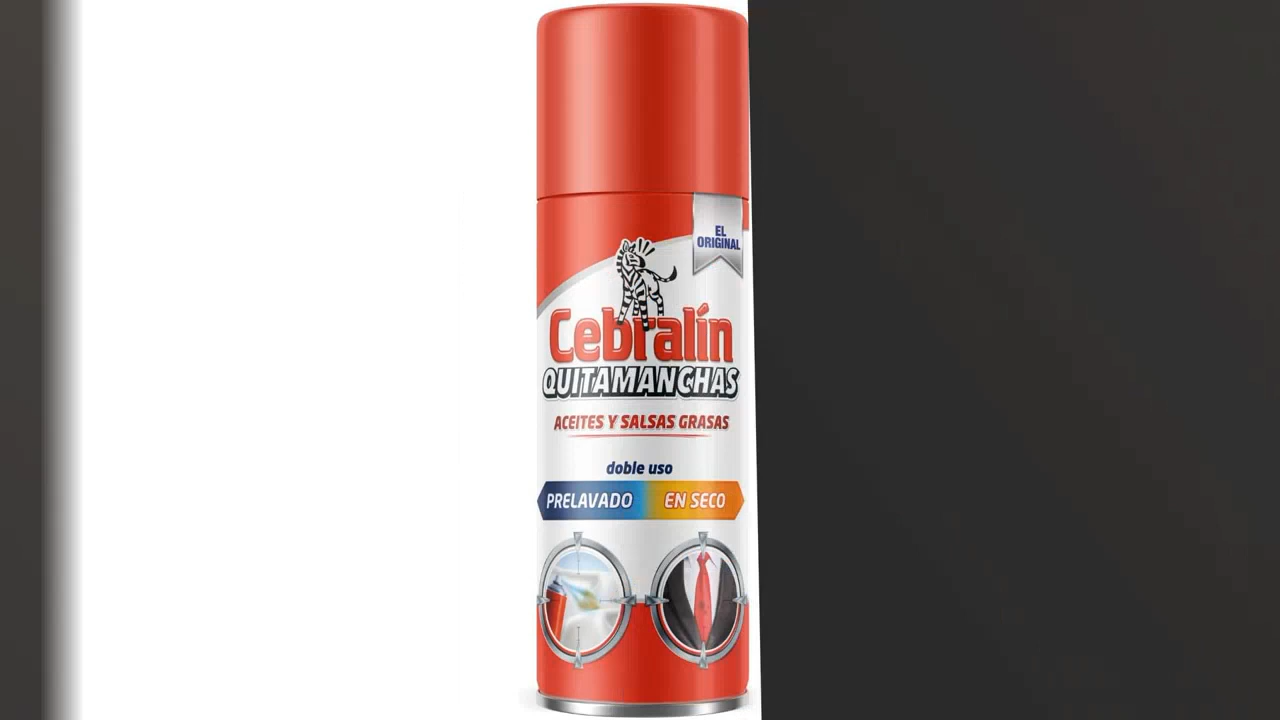 EL
ORIGINAL
Cebralín
QUITAMANCHAS
ACEITES Y SALSAS GRASAS
doble uso
PRELAVADO EN SECO